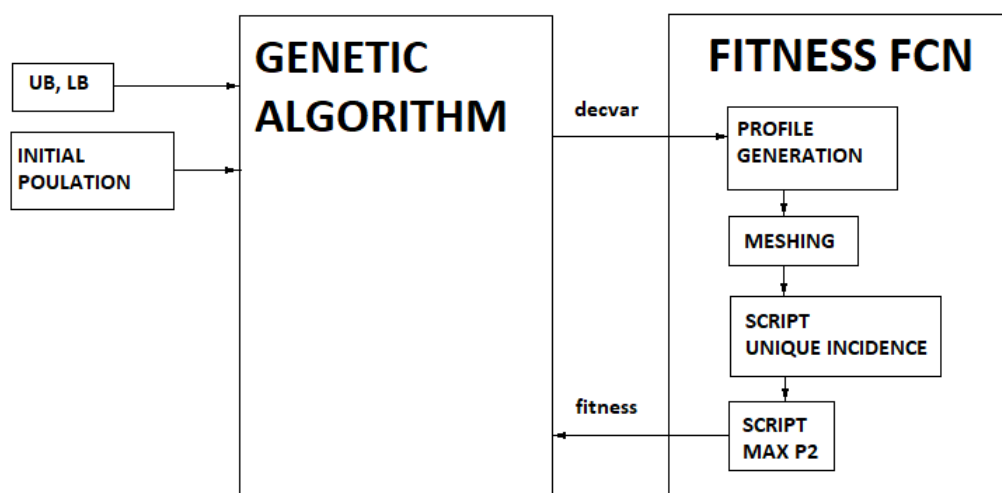 GENETIC
ALGORITHM
FITNESS FCN
UB, LB
INITIAL
POULATION
decvar
PROFILE
GENERATION
MESHING
SCRIPT
UNIQUE INCIDENCE
fitness
SCRIPT
MAX P2